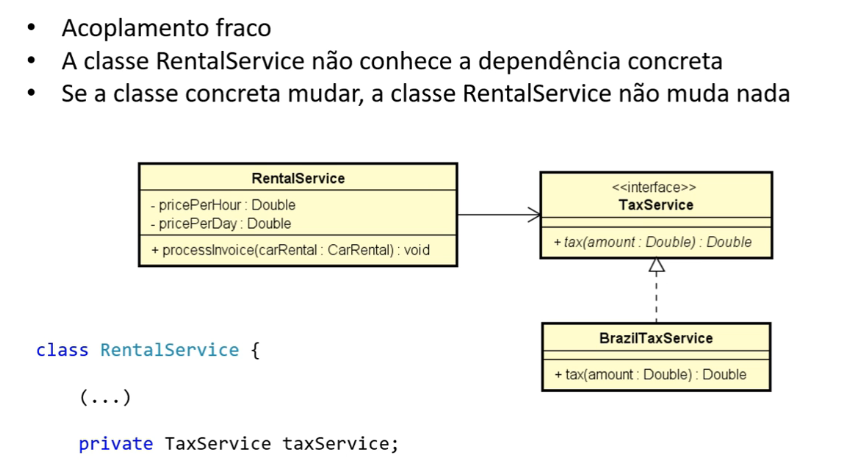 • Acoplamento fraco
• A classe RentalService não conhece a dependência concreta
• Se a classe concreta mudar, a classe RentalService não muda nada
RentalService
- pricePerHour : Double
- pricePerDay : Double
+ processInvoice(carRental : CarRental) : void
<<interface>>
TaxService
+ tax(amount : Double) : Double
BrazilTaxService
+ tax(amount : Double) : Double
class RentalService {
(...)
private TaxService taxService;